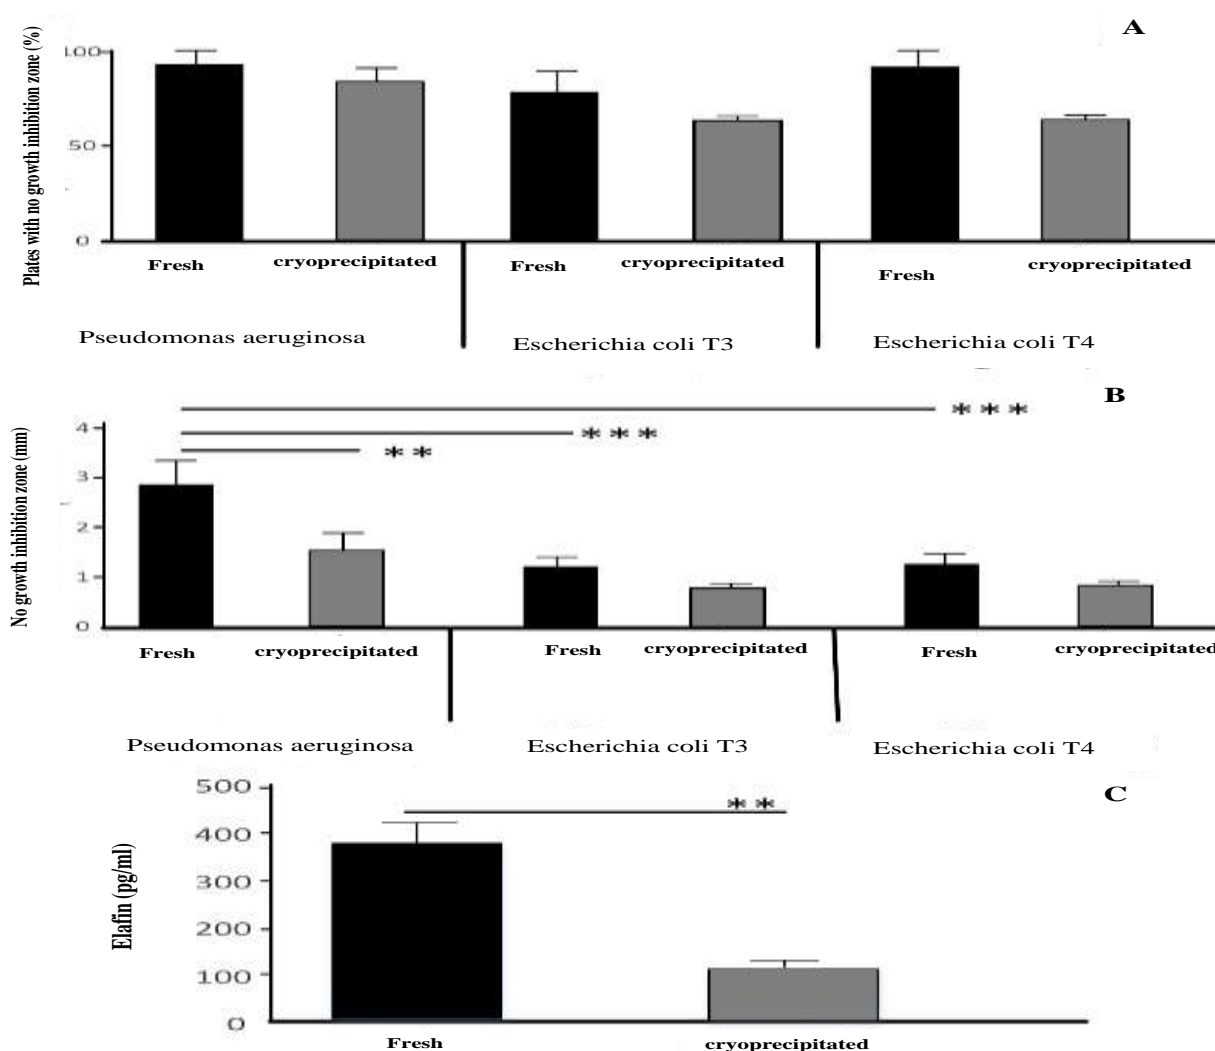 A
Plates with no growth inhibition zone (%)
100
50
0
Fresh
cryoprecipitated
Fresh
cryoprecipitated
Fresh
cryoprecipitated
Pseudomonas aeruginosa
Escherichia coli T3
Escherichia coli T4
B
No growth inhibition zone (mm)
4
3
2
1
0
***
***
**
Fresh
cryoprecipitated
Fresh
cryoprecipitated
Fresh
cryoprecipitated
Pseudomonas aeruginosa
Escherichia coli T3
Escherichia coli T4
C
Elafin (pg/ml)
500
400
300
200
100
0
**
Fresh
cryoprecipitated